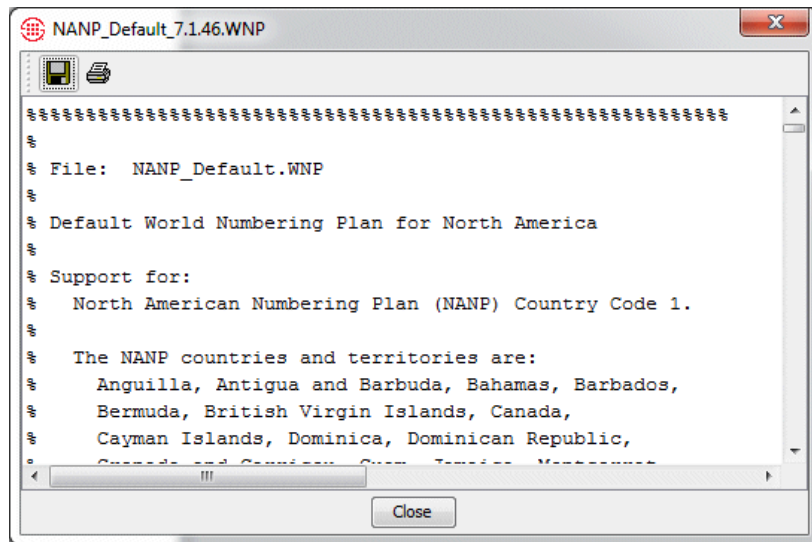 NANP_Default_7.1.46.WNP
%%%%%%%%%%%%%%%%%%%%%%%%%%%%%%%%%%%%%%%%%%%%%%%%%%%%%%%%%%%
%
% File:  NANP_Default.WNP
%
% Default World Numbering Plan for North America
%
% Support for:
%   North American Numbering Plan (NANP) Country Code 1.
%
%   The NANP countries and territories are:
%     Anguilla, Antigua and Barbuda, Bahamas, Barbados,
%     Bermuda, British Virgin Islands, Canada,
%     Cayman Islands, Dominica, Dominican Republic,
Close